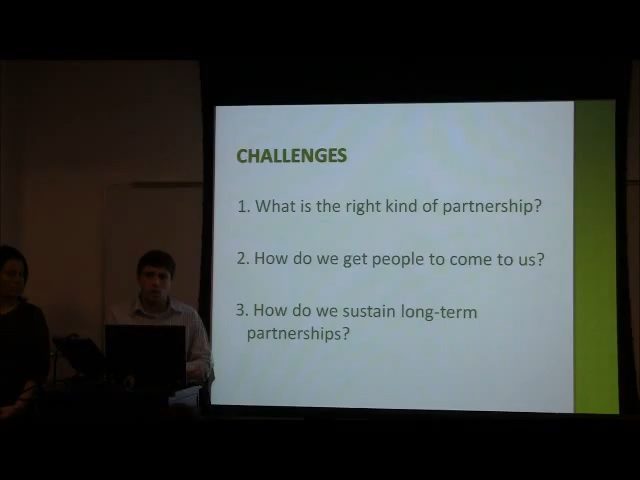 CHALLENGES
1. What is the right kind of partnership?
2. How do we get people to come to us?
3. How do we sustain long-term
partnerships?